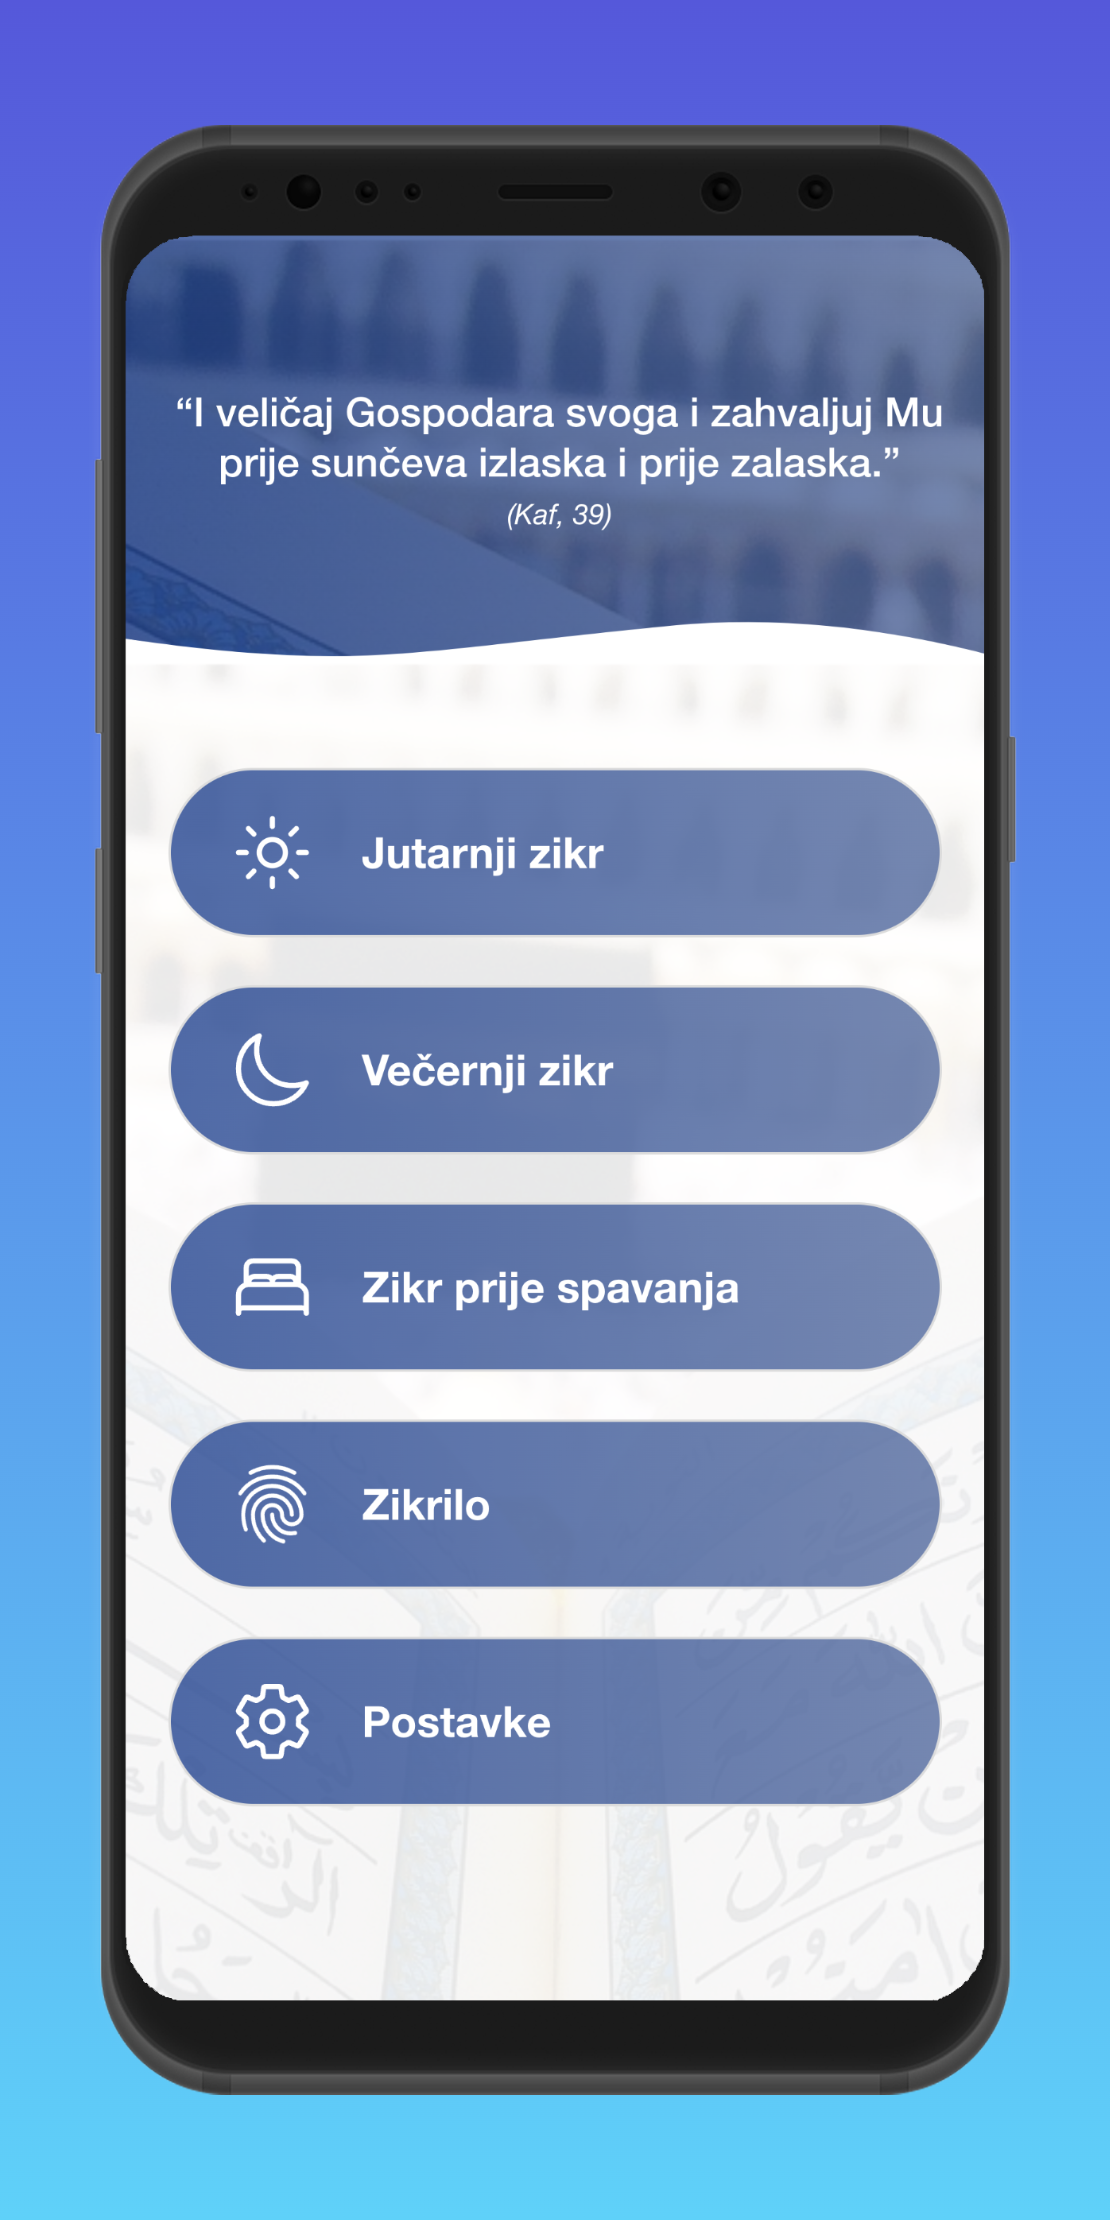 “I veličaj Gospodara svoga i zahvaljuj Mu
prije sunčeva izlaska i prije zalaska.”
(Kaf, 39)
Jutarnji zikr
Večernji zikr
Zikr prije spavanja
Zikrilo
Postavke